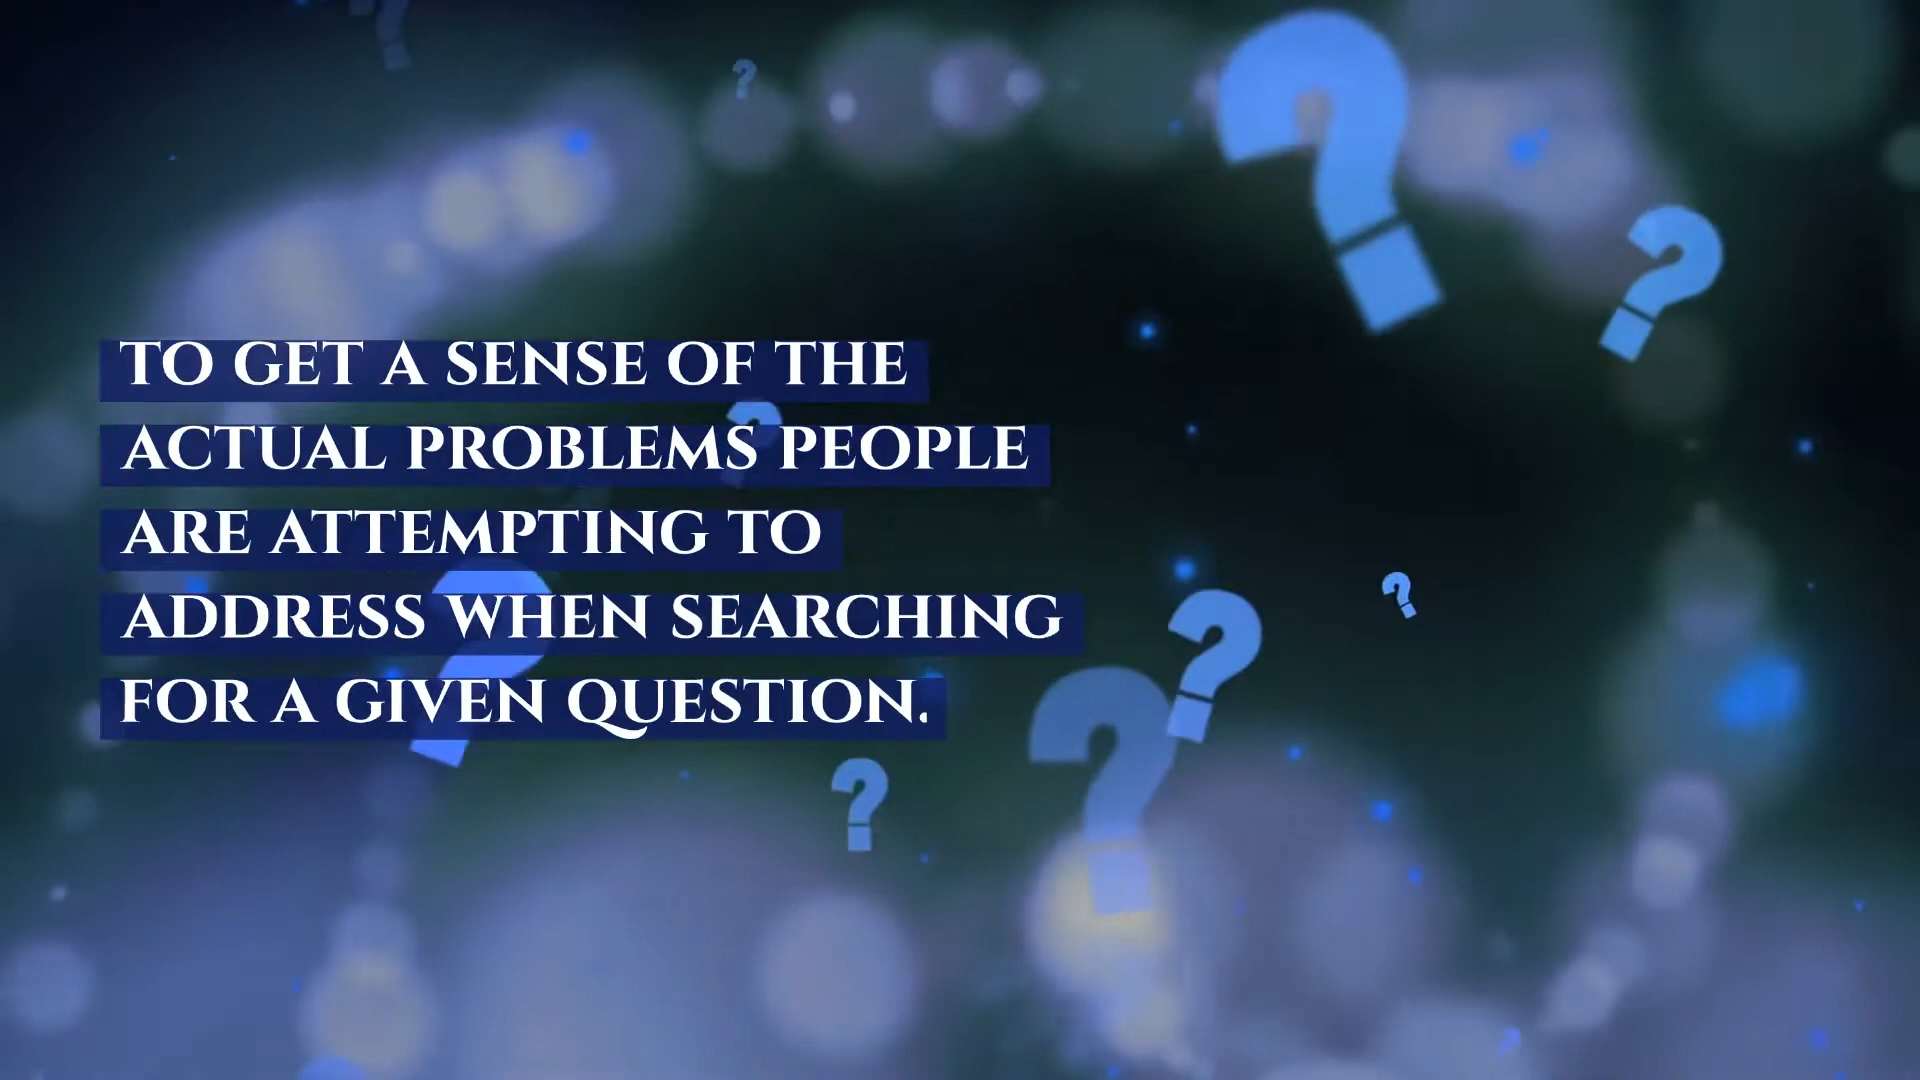 TO GET A SENSE OF THE
ACTUAL PROBLEMS PEOPLE
ARE ATTEMPTING TO
ADDRESS WHEN SEARCHING
FOR A GIVEN QUESTION.